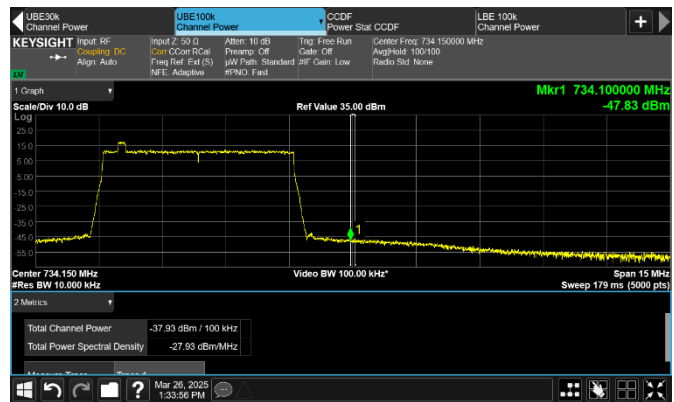 UBE30k
Channel Power
UBE100k
Channel Power
CCDF
Power Stat CCDF
LBE 100k
Channel Power
KEYSIGHT
Input: RF
Coupling: DC
Align: Auto
Input Z: 50 Ω
Corr CCorr RCal
Freq Ref: Ext (S)
NFE: Adaptive
Atten: 10 dB
Preamp: Off
µW Path: Standard
#PNO: Fast
Trig: Free Run
Gate: Off
#IF Gain: Low
Center Freq: 734.150000 MHz
Avg|Hold: 100/100
Radio Std: None
1 Graph
Mkr1 734.100000 MHz
-47.83 dBm
Scale/Div 10.0 dB
Ref Value 35.00 dBm
Log
25.0
15.0
5.00
-5.00
-15.0
-25.0
-35.0
-45.0
-55.0
1
Center 734.150 MHz
#Res BW 10.000 kHz
Video BW 100.00 kHz*
Span 15 MHz
Sweep 179 ms (5000 pts)
2 Metrics
Total Channel Power -37.93 dBm / 100 kHz
Total Power Spectral Density -27.93 dBm/MHz
Mar 26, 2025
1:33:56 PM